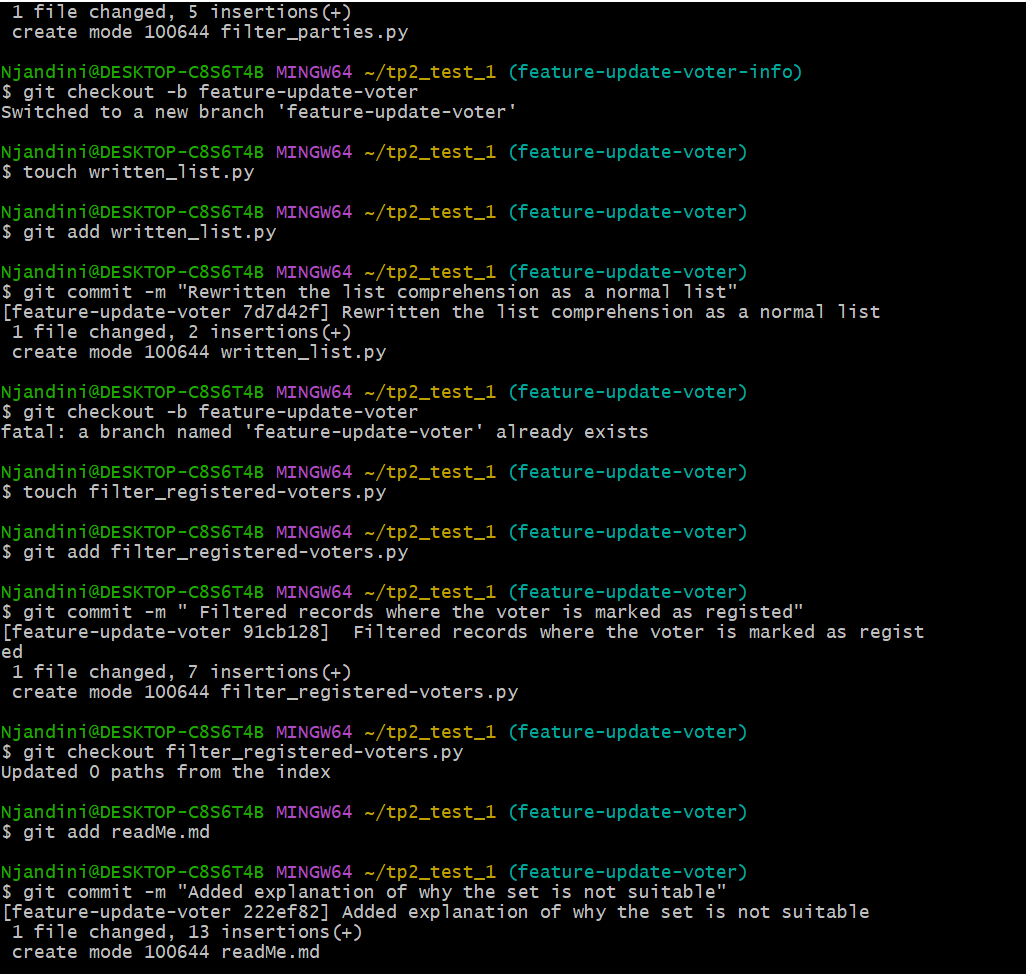 1 file changed, 5 insertions(+)
create mode 100644 filter_parties.py
Njandini@DESKTOP-C8S6T4B MINGW64 ~/tp2_test_1 (feature-update-voter-info)
$ git checkout -b feature-update-voter
Switched to a new branch 'feature-update-voter'
Njandini@DESKTOP-C8S6T4B MINGW64 ~/tp2_test_1 (feature-update-voter)
$ touch written_list.py
Njandini@DESKTOP-C8S6T4B MINGW64 ~/tp2_test_1 (feature-update-voter)
$ git add written_list.py
Njandini@DESKTOP-C8S6T4B MINGW64 ~/tp2_test_1 (feature-update-voter)
$ git commit -m "Rewritten the list comprehension as a normal list"
[feature-update-voter 7d7d42f] Rewritten the list comprehension as a normal list
1 file changed, 2 insertions(+)
create mode 100644 written_list.py
Njandini@DESKTOP-C8S6T4B MINGW64 ~/tp2_test_1 (feature-update-voter)
$ git checkout -b feature-update-voter
fatal: a branch named 'feature-update-voter' already exists
Njandini@DESKTOP-C8S6T4B MINGW64 ~/tp2_test_1 (feature-update-voter)
$ touch filter_registered-voters.py
Njandini@DESKTOP-C8S6T4B MINGW64 ~/tp2_test_1 (feature-update-voter)
$ git add filter_registered-voters.py
Njandini@DESKTOP-C8S6T4B MINGW64 ~/tp2_test_1 (feature-update-voter)
$ git commit -m " Filtered records where the voter is marked as registed"
[feature-update-voter 91cb128]  Filtered records where the voter is marked as regist
ed
1 file changed, 7 insertions(+)
create mode 100644 filter_registered-voters.py
Njandini@DESKTOP-C8S6T4B MINGW64 ~/tp2_test_1 (feature-update-voter)
$ git checkout filter_registered-voters.py
Updated 0 paths from the index
Njandini@DESKTOP-C8S6T4B MINGW64 ~/tp2_test_1 (feature-update-voter)
$ git add readMe.md
Njandini@DESKTOP-C8S6T4B MINGW64 ~/tp2_test_1 (feature-update-voter)
$ git commit -m "Added explanation of why the set is not suitable"
[feature-update-voter 222ef82] Added explanation of why the set is not suitable
1 file changed, 13 insertions(+)
create mode 100644 readMe.md